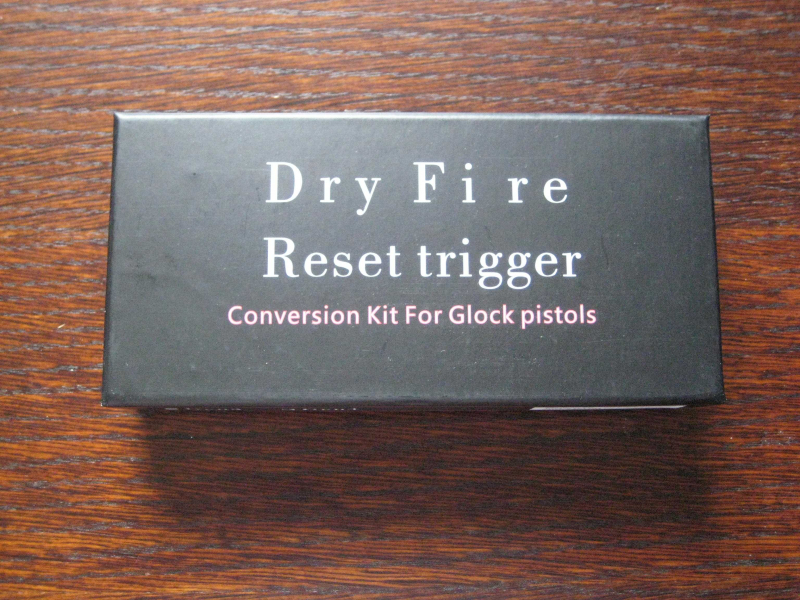 Dry Fire
Reset trigger
Conversion Kit For Glock pistols